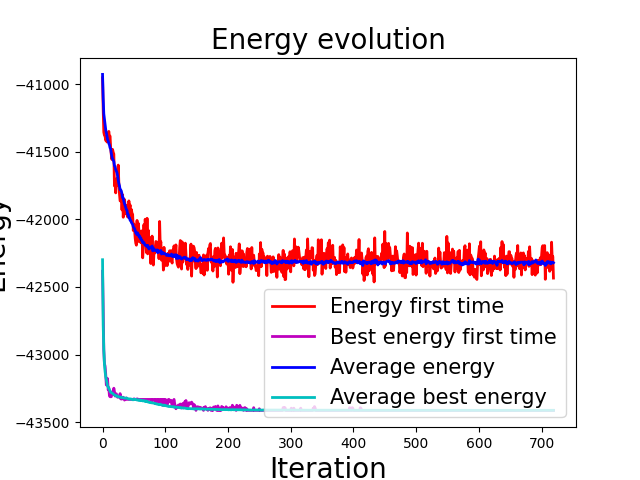 Energy evolution
Energy
−41000
−41500
−42000
−42500
−43000
−43500
Energy first time
Best energy first time
Average energy
Average best energy
0 100 200 300 400 500 600 700
Iteration